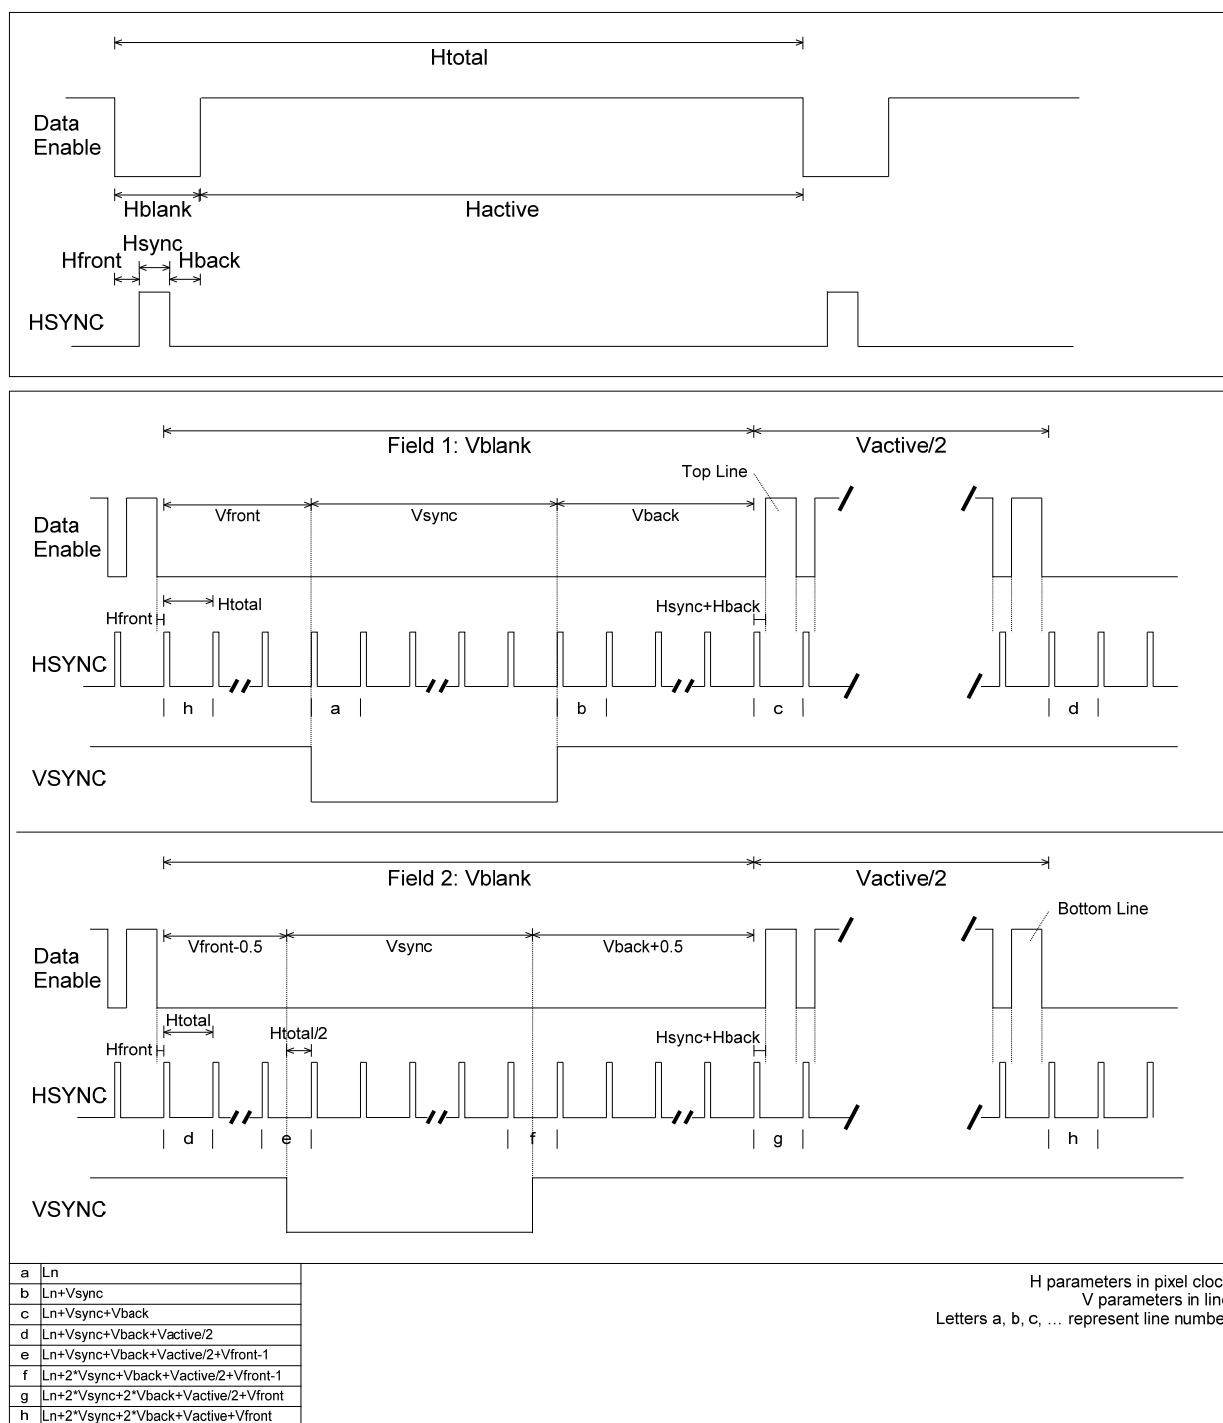 Htotal
Data
Enable
Hblank
Hactive
Hsync
Hfront
Hback
HSYNC
Field 1: Vblank
Vactive/2
Top Line
Vfront
Vsync
Vback
Data
Enable
Hfront
Htotal
Hsync+Hback
HSYNC
h
a
b
c
d
VSYNC
Field 2: Vblank
Vactive/2
Bottom Line
Vfront-0.5
Vsync
Vback+0.5
Data
Enable
Htotal
Htotal/2
Hfront
Hsync+Hback
HSYNC
d
e
f
g
h
VSYNC
a Ln
b Ln+Vsync
c Ln+Vsync+Vback
d Ln+Vsync+Vback+Vactive/2
e Ln+Vsync+Vback+Vactive/2+Vfront-1
f Ln+2*Vsync+Vback+Vactive/2+Vfront-1
g Ln+2*Vsync+2*Vback+Vactive/2+Vfront
h Ln+2*Vsync+2*Vback+Vactive+Vfront
H parameters in pixel cloc
V parameters in lin
Letters a, b, c, … represent line numbe